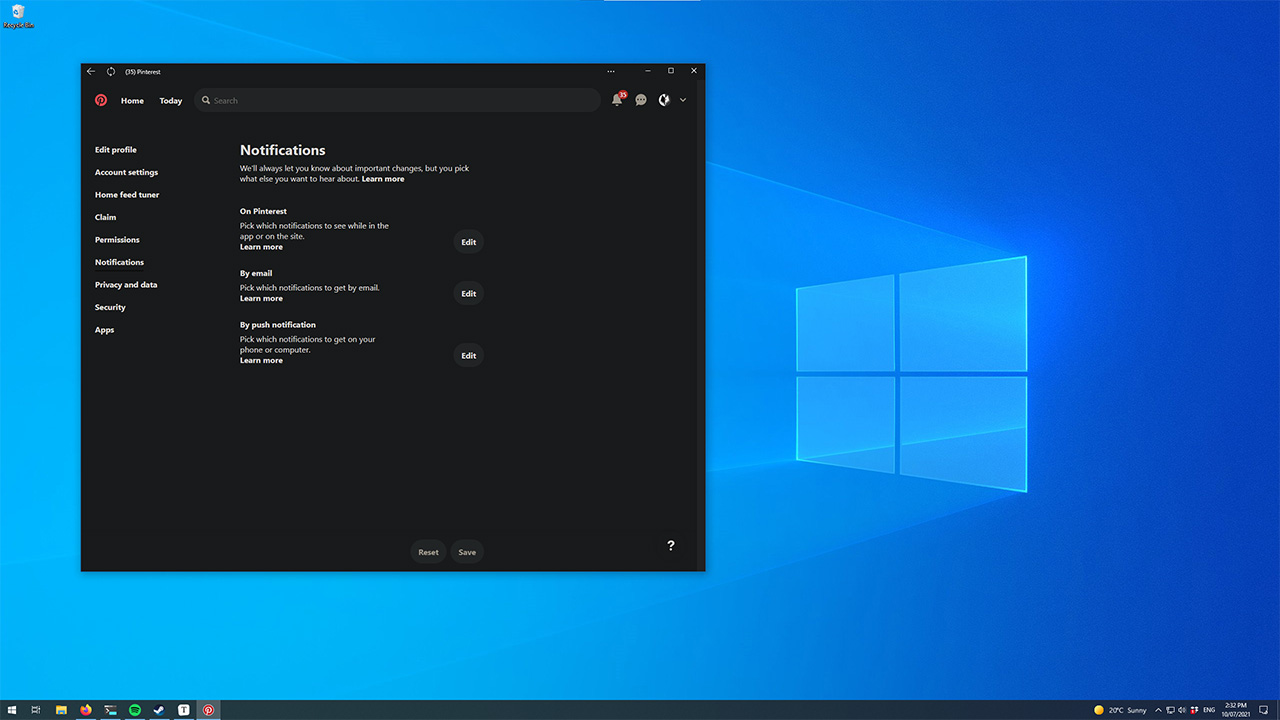 Recycle Bin
(35) Pinterest
Home
Today
Search
35
Edit profile
Account settings
Home feed tuner
Claim
Permissions
Notifications
Privacy and data
Security
Apps
Notifications
We'll always let you know about important changes, but you pick
what else you want to hear about. Learn more
On Pinterest
Pick which notifications to see while in the
app or on the site.
Learn more
Edit
By email
Pick which notifications to get by email.
Learn more
Edit
By push notification
Pick which notifications to get on your
phone or computer.
Learn more
Edit
Reset
Save
?
T
20°C Sunny
ENG
2:32 PM
10/07/2021